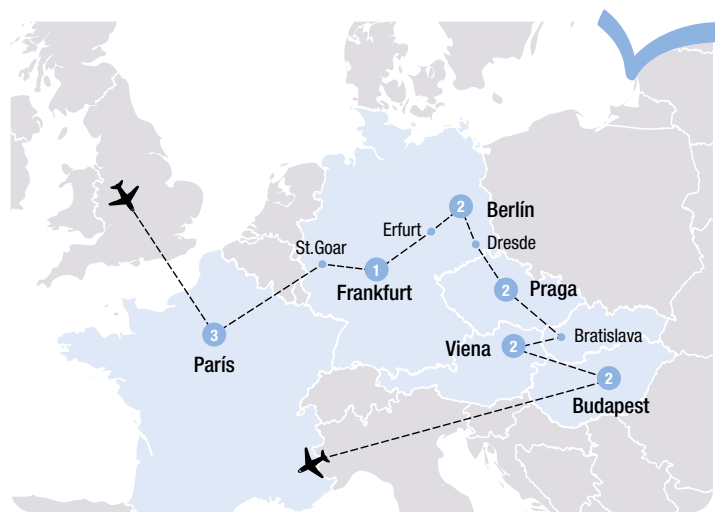 2
Berlín
Erfurt
Dresde
St.Goar
1
Frankfurt
2
Praga
3
París
Bratislava
Viena
2
2
Budapest